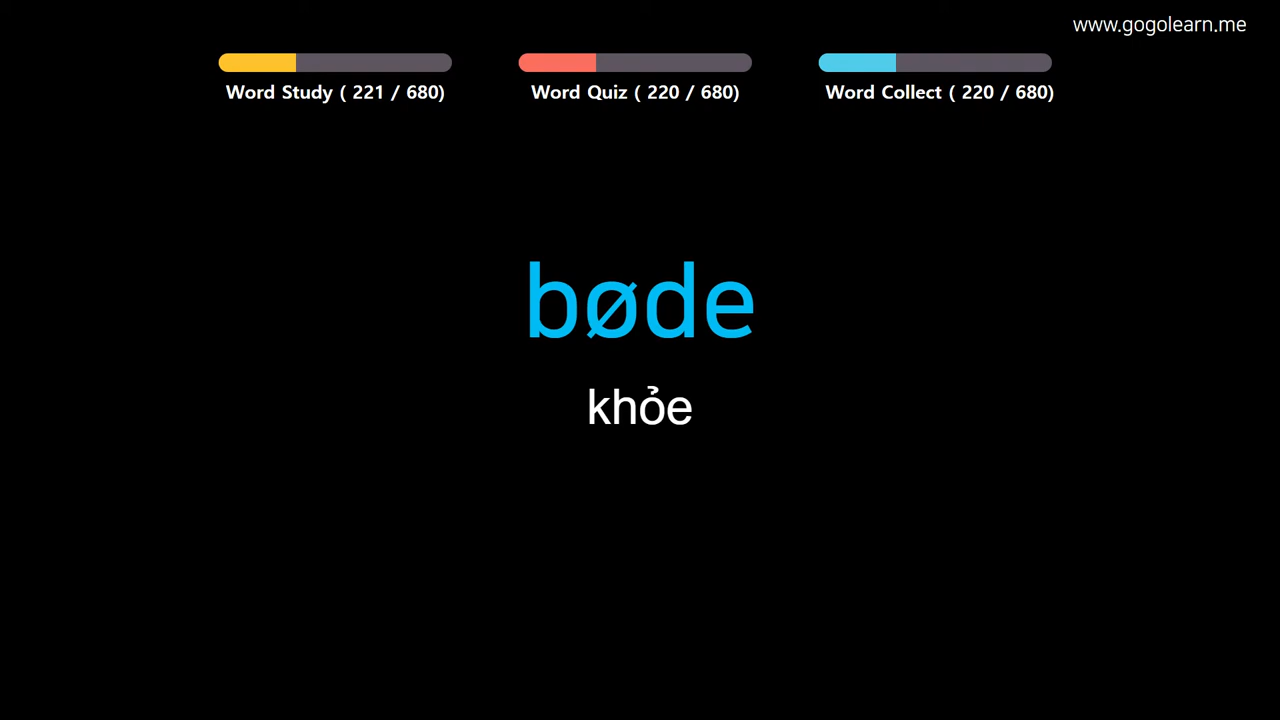 www.gogolearn.me
Word Study ( 221 / 680)
Word Quiz ( 220 / 680)
Word Collect ( 220 / 680)
bøde
khỏe